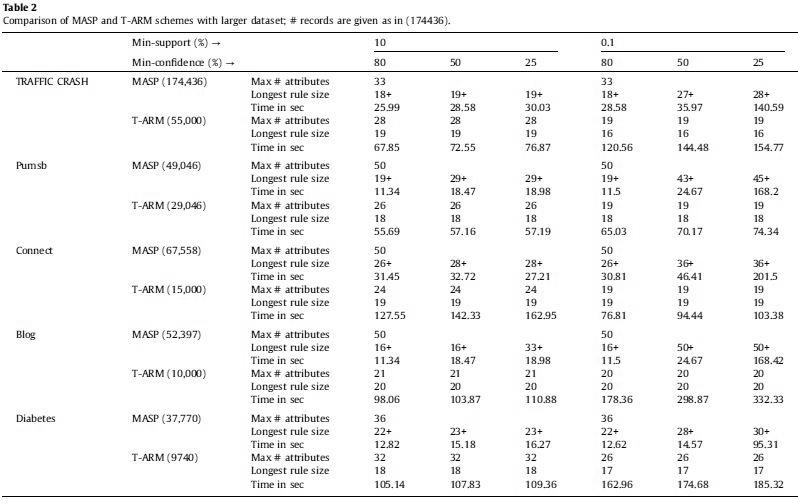 Table 2
Comparison of MASP and T-ARM schemes with larger dataset; # records are given as in (174436).
Min-support (%) → 10 0.1
Min-confidence (%) → 80 50 25 80 50 25
TRAFFIC CRASH MASP (174,436) Max # attributes 33 33
Longest rule size 18+ 19+ 19+ 18+ 27+ 28+
Time in sec 25.99 28.58 30.03 28.58 35.97 140.59
T-ARM (55,000) Max # attributes 28 28 28 19 19 19
Longest rule size 19 19 19 16 16 16
Time in sec 67.85 72.55 76.87 120.56 144.48 154.77
Pumsb MASP (49,046) Max # attributes 50 50
Longest rule size 19+ 29+ 29+ 19+ 43+ 45+
Time in sec 11.34 18.47 18.98 11.5 24.67 168.2
T-ARM (29,046) Max # attributes 26 26 26 19 19 19
Longest rule size 18 18 18 18 18 18
Time in sec 55.69 57.16 57.19 65.03 70.17 74.34
Connect MASP (67,558) Max # attributes 50 50
Longest rule size 26+ 28+ 28+ 26+ 36+ 36+
Time in sec 31.45 32.72 27.21 30.81 46.41 201.5
T-ARM (15,000) Max # attributes 24 24 24 19 19 19
Longest rule size 19 19 19 19 19 19
Time in sec 127.55 142.33 162.95 76.81 94.44 103.38
Blog MASP (52,397) Max # attributes 50 50
Longest rule size 16+ 16+ 33+ 16+ 50+ 50+
Time in sec 11.34 18.47 18.98 11.5 24.67 168.42
T-ARM (10,000) Max # attributes 21 21 21 20 20 20
Longest rule size 20 20 20 20 20 20
Time in sec 98.06 103.87 110.88 178.36 298.87 332.33
Diabetes MASP (37,770) Max # attributes 36 36
Longest rule size 22+ 23+ 23+ 22+ 28+ 30+
Time in sec 12.82 15.18 16.27 12.62 14.57 95.31
T-ARM (9740) Max # attributes 32 32 32 26 26 26
Longest rule size 18 18 18 17 17 17
Time in sec 105.14 107.83 109.36 162.96 174.68 185.32